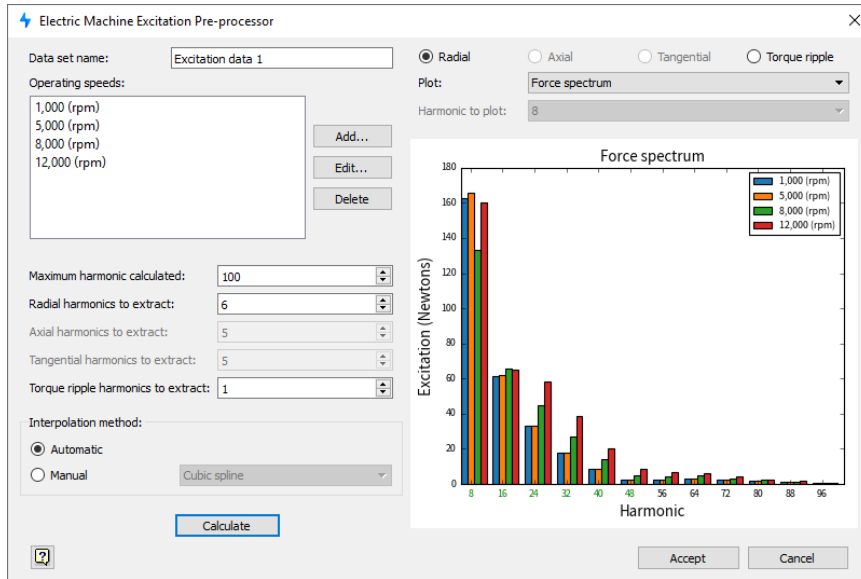 Electric Machine Excitation Pre-processor
Data set name: Excitation data 1
Operating speeds:
1,000 (rpm)
5,000 (rpm)
8,000 (rpm)
12,000 (rpm)
Add...
Edit...
Delete
Maximum harmonic calculated: 100
Radial harmonics to extract: 6
Axial harmonics to extract: 5
Tangential harmonics to extract: 5
Torque ripple harmonics to extract: 1
Interpolation method:
Automatic
Manual Cubic spline
Calculate
Radial Axial Tangential Torque ripple
Plot: Force spectrum
Harmonic to plot: 8
Force spectrum
180
160
140
120
100
80
60
40
20
0
Excitation (Newtons)
1,000 (rpm)
5,000 (rpm)
8,000 (rpm)
12,000 (rpm)
8 16 24 32 40 48 56 64 72 80 88 96
Harmonic
Accept Cancel